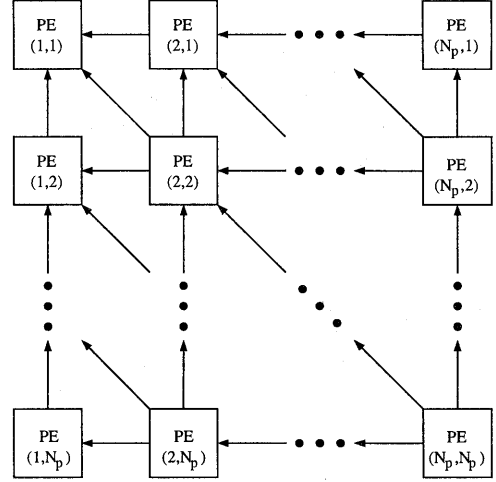 PE
(1,1)
PE
(2,1)
PE
(Np,1)
PE
(1,2)
PE
(2,2)
PE
(Np,2)
PE
(1,Np)
PE
(2,Np)
PE
(Np,Np)